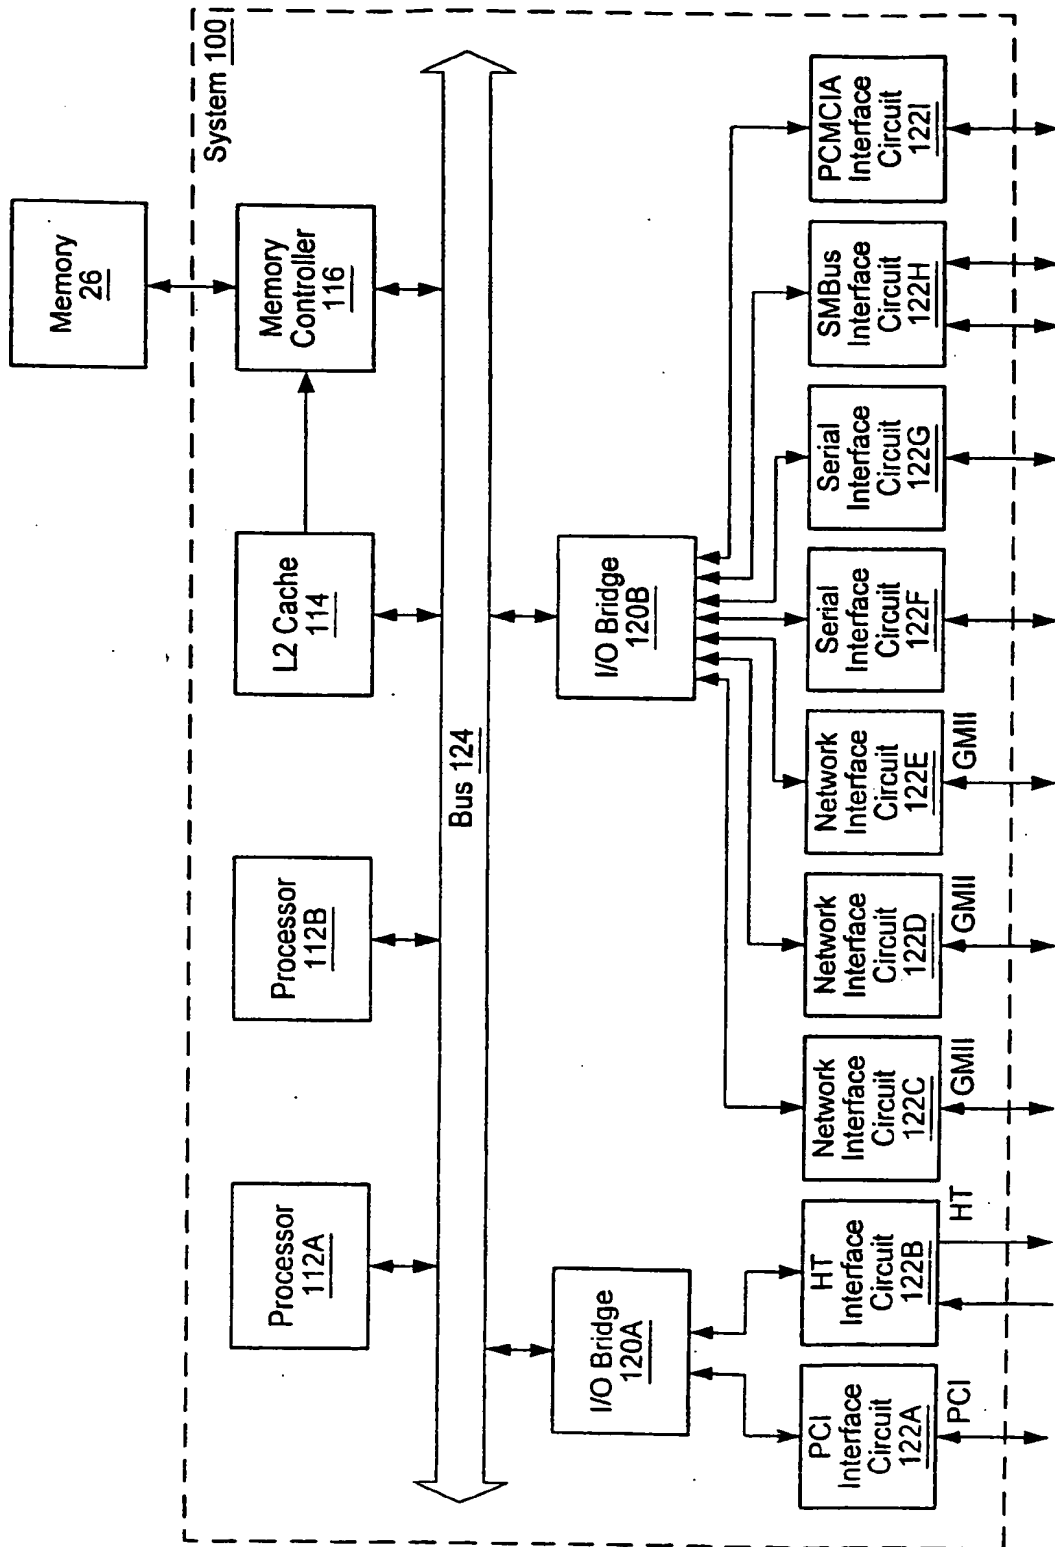 Memory
26
System 100
Processor
112A
Processor
112B
L2 Cache
114
Memory
Controller
116
Bus 124
I/O Bridge
120A
I/O Bridge
120B
PCI
Interface
Circuit
122A
HT
Interface
Circuit
122B
Network
Interface
Circuit
122C
Network
Interface
Circuit
122D
Network
Interface
Circuit
122E
Serial
Interface
Circuit
122F
Serial
Interface
Circuit
122G
SMBus
Interface
Circuit
122H
PCMCIA
Interface
Circuit
122I
PCI
HT
GMII
GMII
GMII